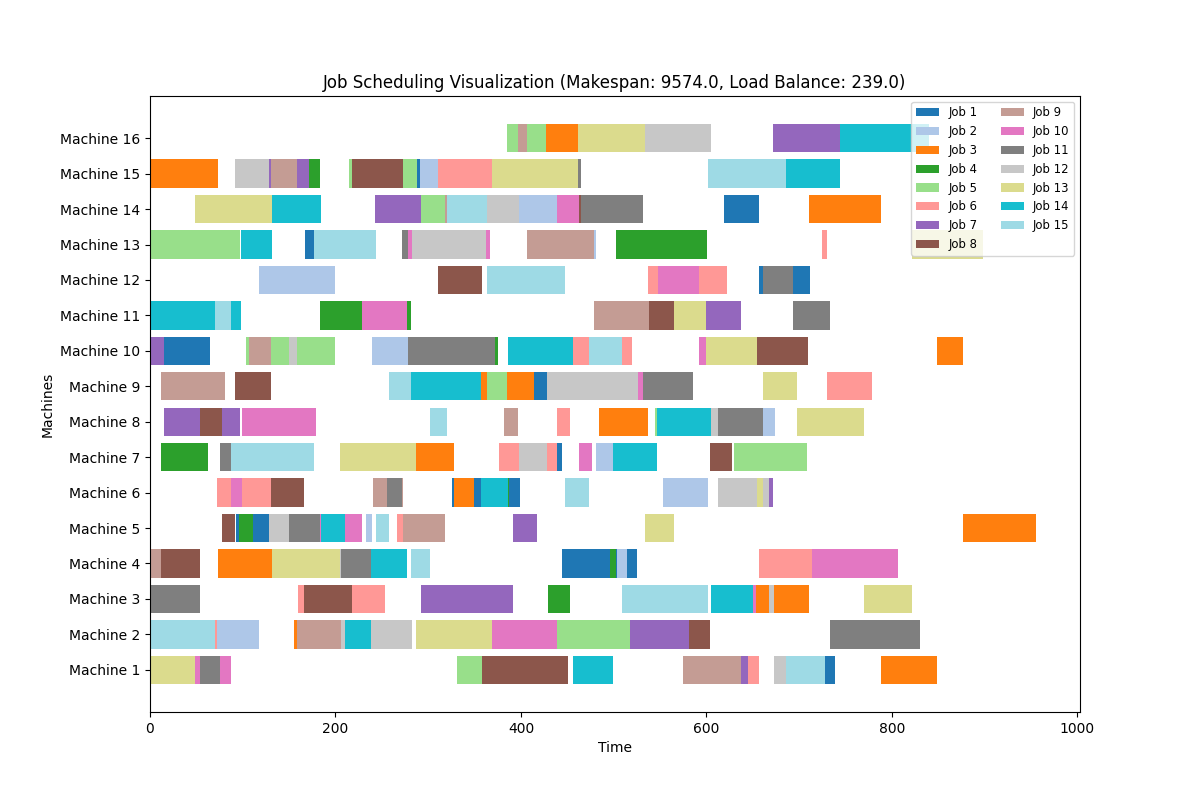 Job Scheduling Visualization (Makespan: 9574.0, Load Balance: 239.0)
Machine 16
Machine 15
Machine 14
Machine 13
Machine 12
Machine 11
Machine 10
Machine 9
Machine 8
Machine 7
Machine 6
Machine 5
Machine 4
Machine 3
Machine 2
Machine 1
Machines
0 200 400 600 800 1000
Time
Job 1
Job 2
Job 3
Job 4
Job 5
Job 6
Job 7
Job 8
Job 9
Job 10
Job 11
Job 12
Job 13
Job 14
Job 15